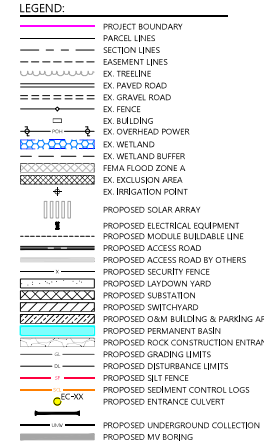 LEGEND:
PROJECT BOUNDARY
PARCEL LINES
SECTION LINES
EASEMENT LINES
EX. TREELINE
EX. PAVED ROAD
EX. GRAVEL ROAD
EX. FENCE
EX. BUILDING
POH EX. OVERHEAD POWER
EX. WETLAND
EX. WETLAND BUFFER
FEMA FLOOD ZONE A
EX. EXCLUSION AREA
EX. IRRIGATION POINT
PROPOSED SOLAR ARRAY
PROPOSED ELECTRICAL EQUIPMENT
PROPOSED MODULE BUILDABLE LINE
PROPOSED ACCESS ROAD
PROPOSED ACCESS ROAD BY OTHERS
X PROPOSED SECURITY FENCE
PROPOSED LAYDOWN YARD
PROPOSED SUBSTATION
PROPOSED SWITCHYARD
PROPOSED O&M BUILDING & PARKING AR
PROPOSED PERMANENT BASIN
PROPOSED ROCK CONSTRUCTION ENTRAN
GL PROPOSED GRADING LIMITS
DL PROPOSED DISTURBANCE LIMITS
SF PROPOSED SILT FENCE
PROPOSED SEDIMENT CONTROL LOGS
EC-XX PROPOSED ENTRANCE CULVERT
UMV PROPOSED UNDERGROUND COLLECTION
PROPOSED MV BORING